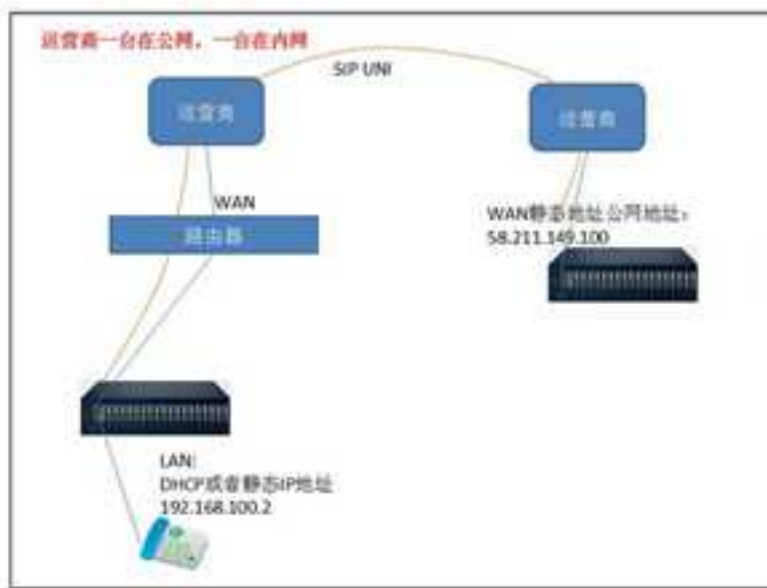 运营商一台在公网，一台在内网
SIP UNI
运营商
运营商
WAN
路由器
WAN静态地址公网地址：
58.211.149.100
LAN:
DHCP或者静态IP地址
192.168.100.2